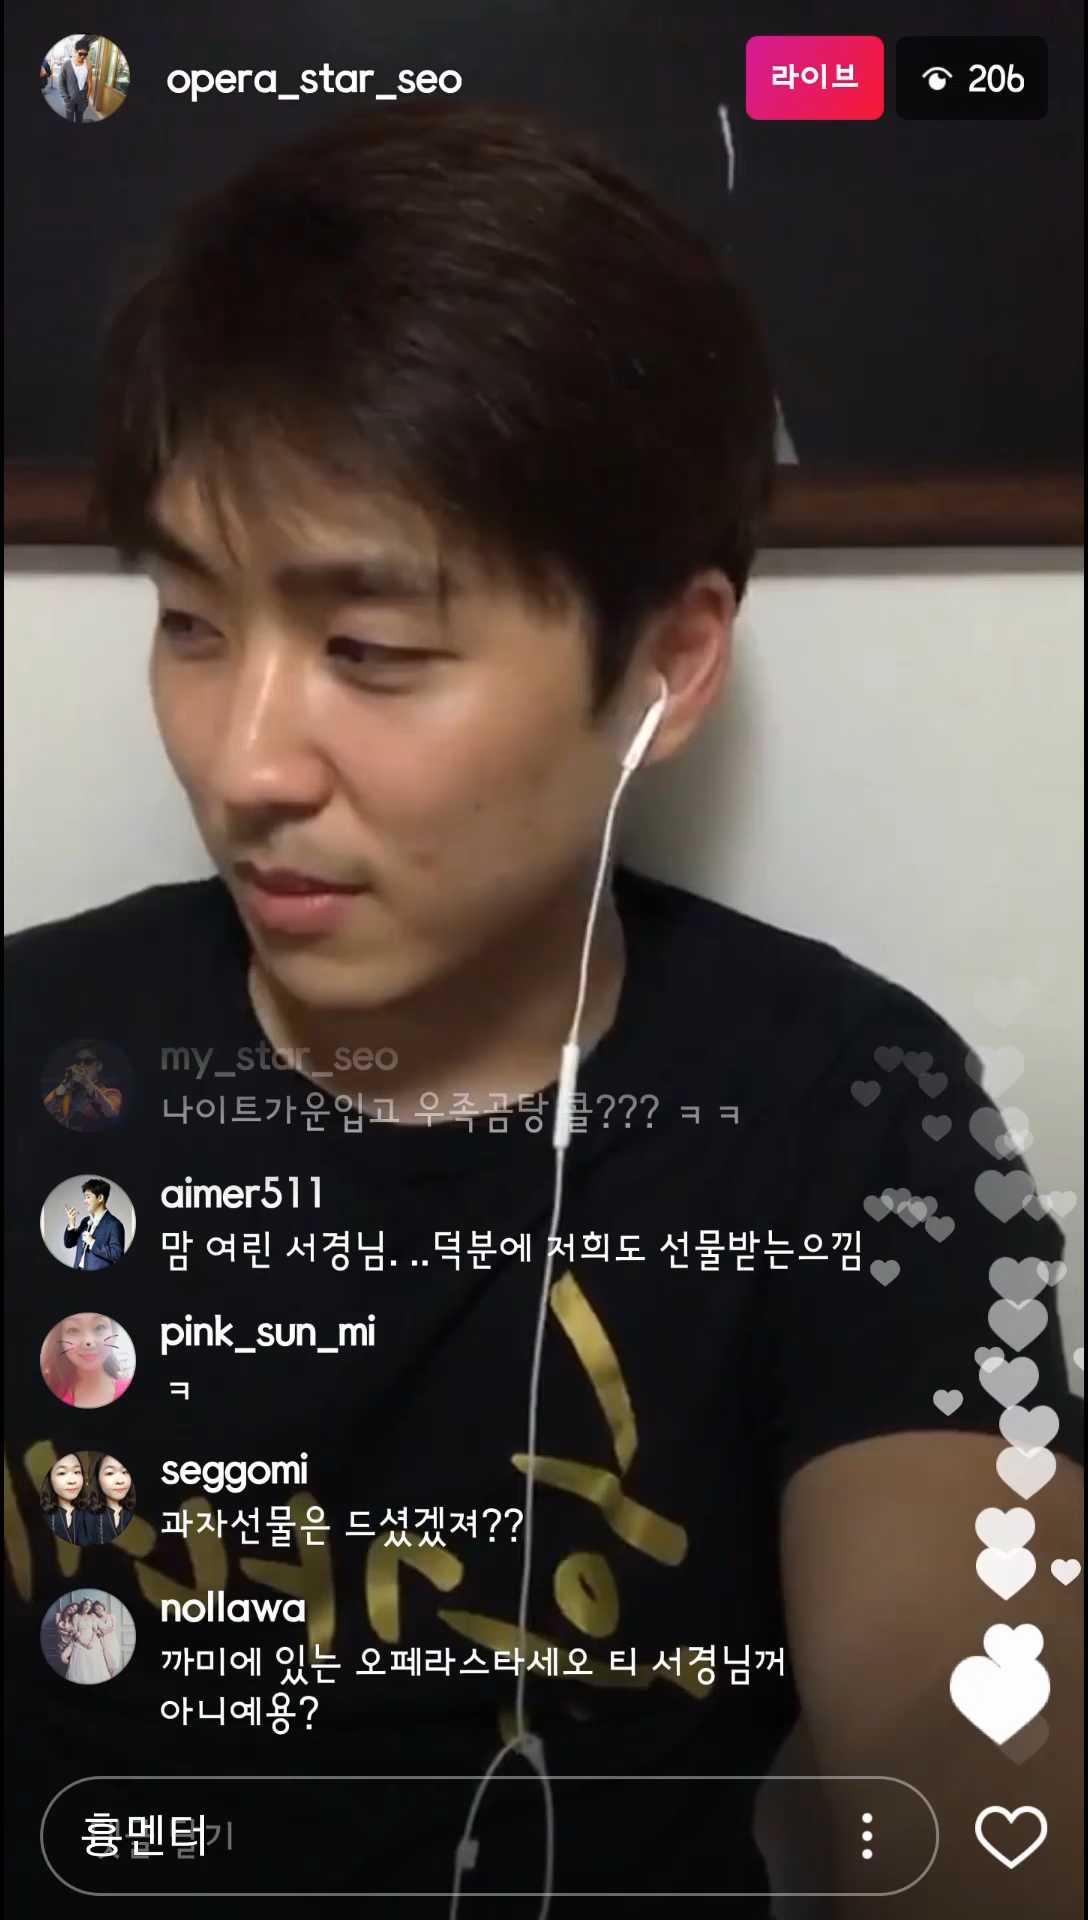 opera_star_seo
라이브
206
my_star_seo
나이트가운입고 우족곰탕 콜??? ㅋㅋ
aimer511
맘 여린 서경님. ..덕분에 저희도 선물받는으낌
pink_sun_mi
ㅋ
seggomi
과자선물은 드셨겠져??
nollawa
까미에 있는 오페라스타세오 티 서경님꺼
아니예용?
흉멘터